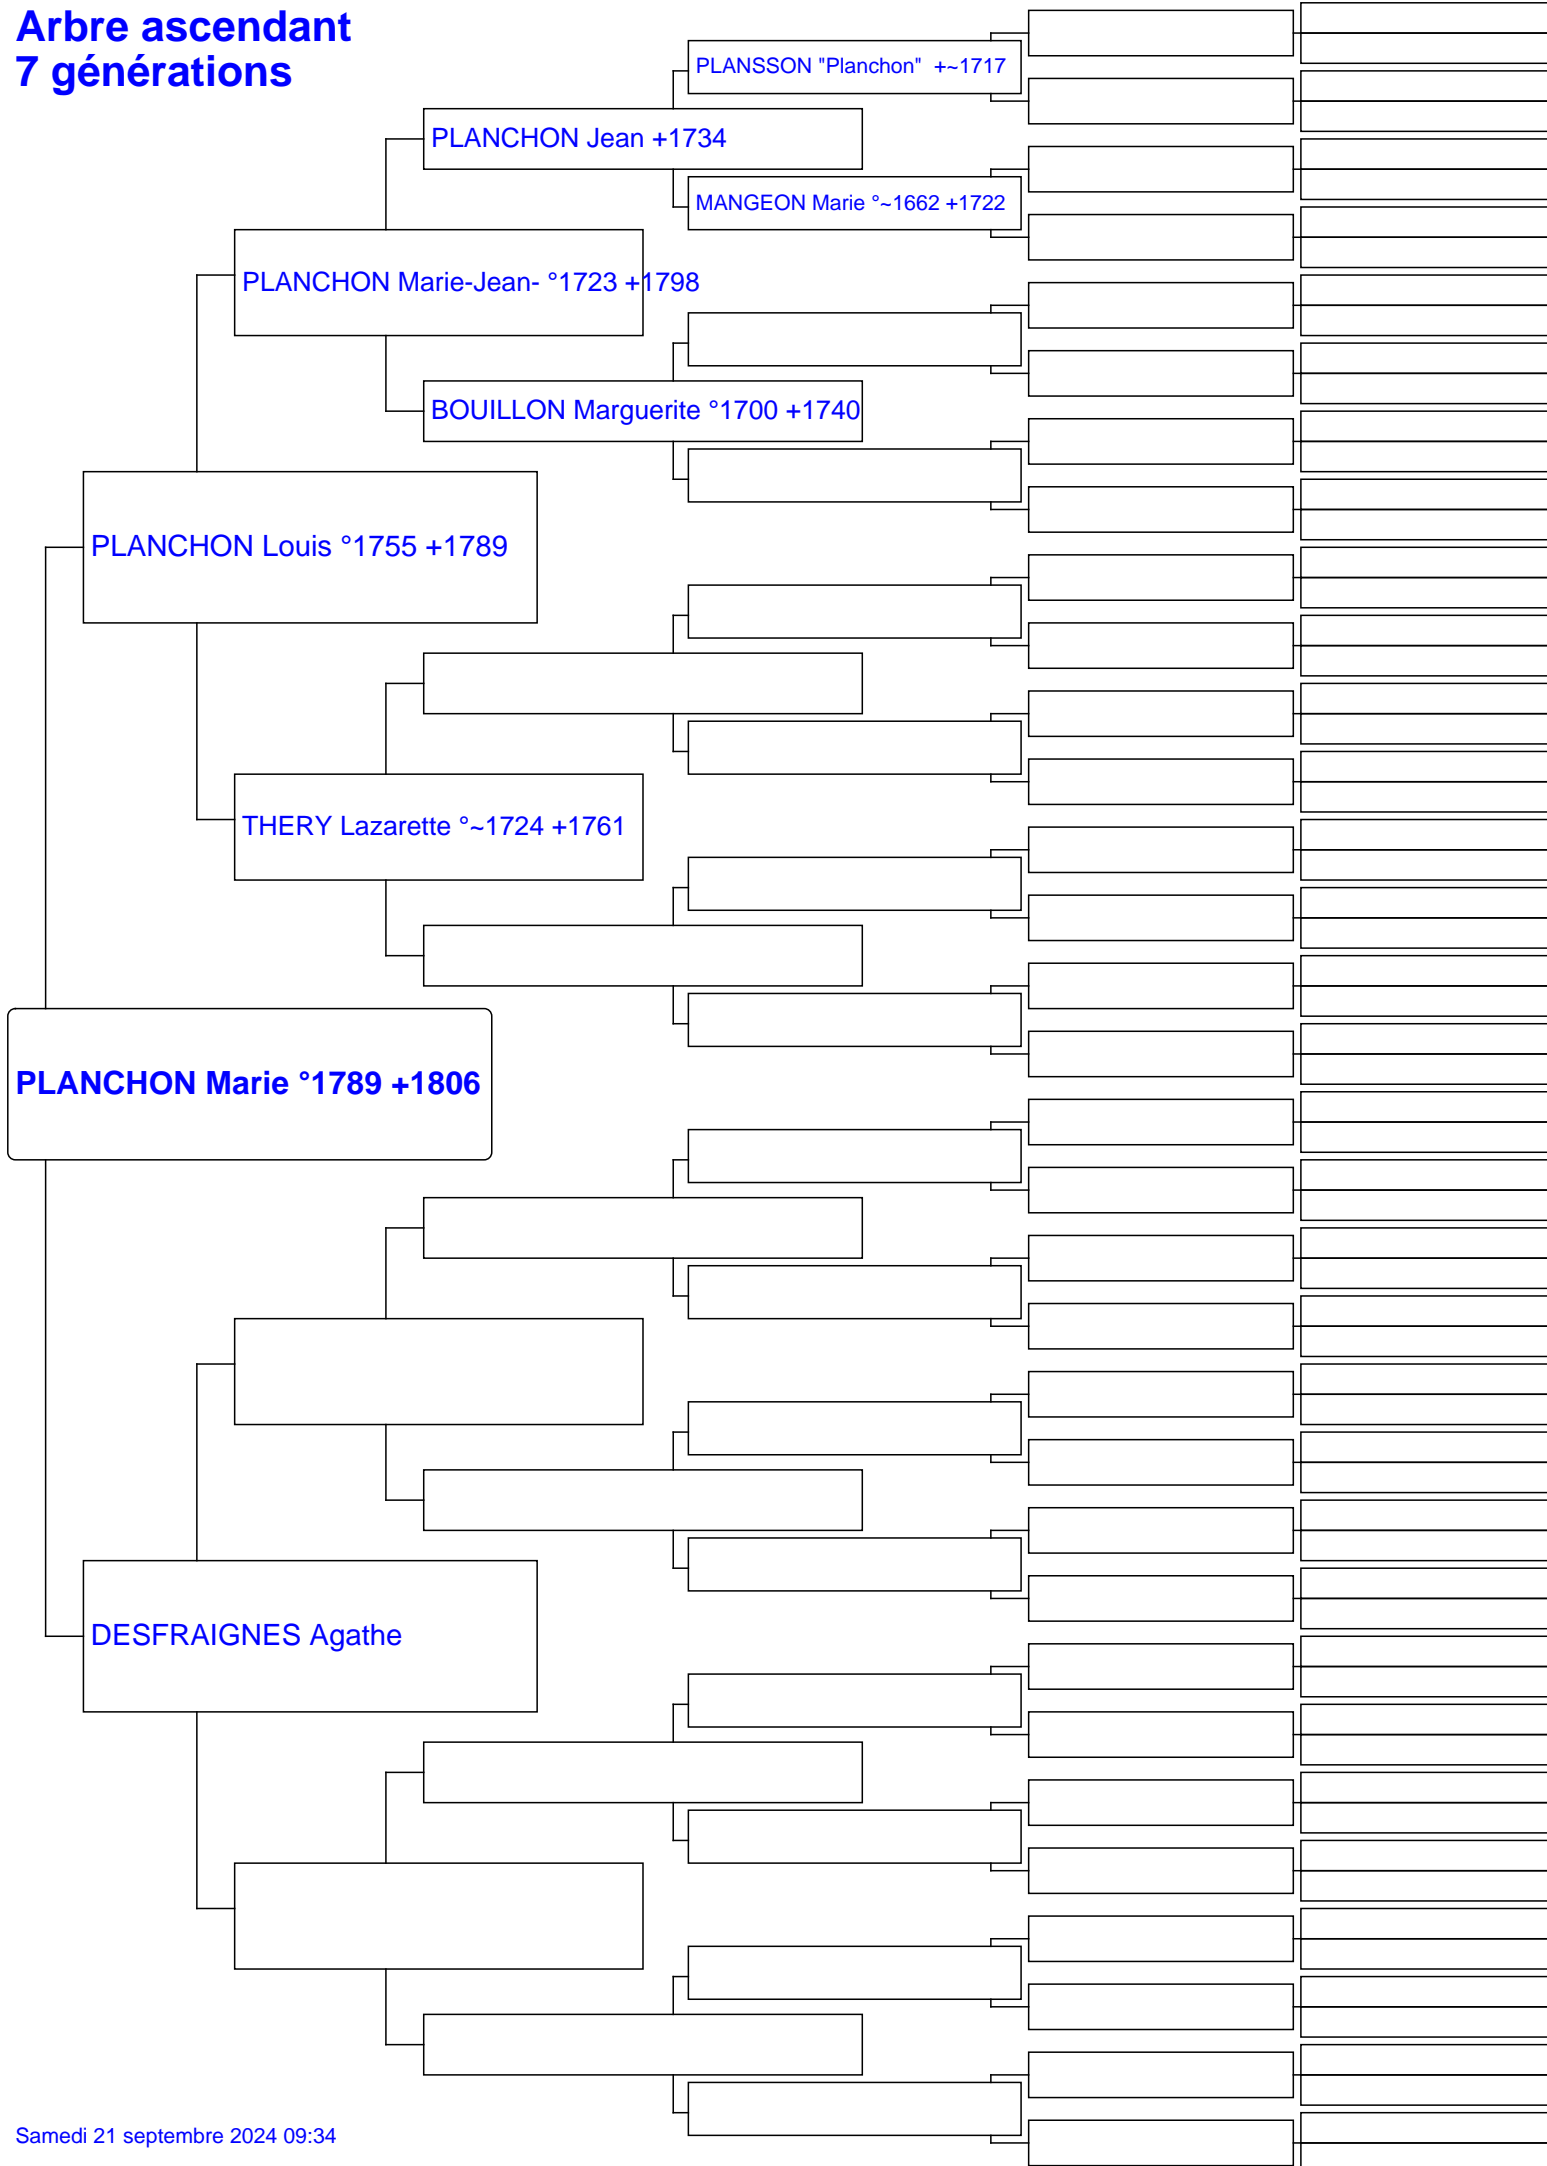 Arbre ascendant
7 générations
PLANSSON "Planchon"  +~1717
PLANCHON Jean +1734
MANGEON Marie °~1662 +1722
PLANCHON Marie-Jean- °1723 +1798
BOUILLON Marguerite °1700 +1740
PLANCHON Louis °1755 +1789
THERY Lazarette °~1724 +1761
PLANCHON Marie °1789 +1806
DESFRAIGNES Agathe
Samedi 21 septembre 2024 09:34